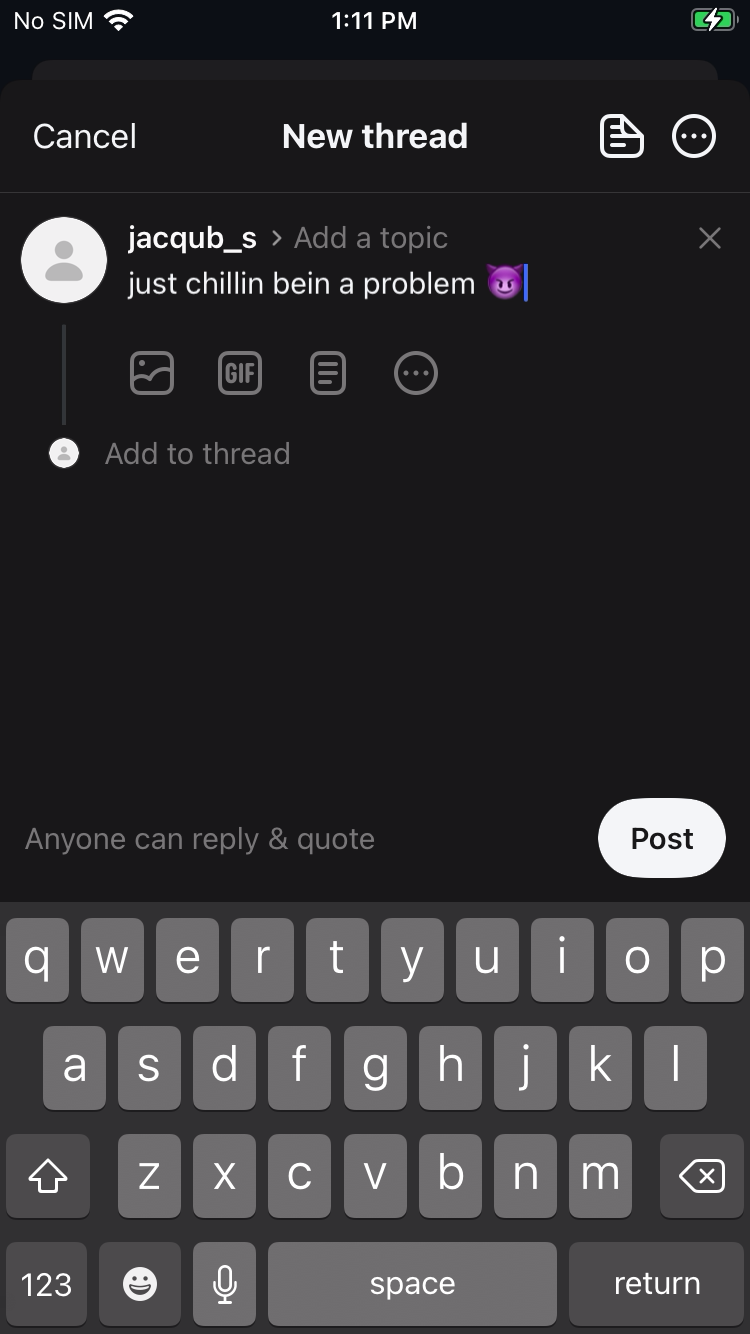 No SIM 1:11 PM
Cancel New thread
jacqub_s > Add a topic
just chillin bein a problem 😈
GIF
Add to thread
Anyone can reply & quote Post
q w e r t y u i o p
a s d f g h j k l
z x c v b n m
123 space return